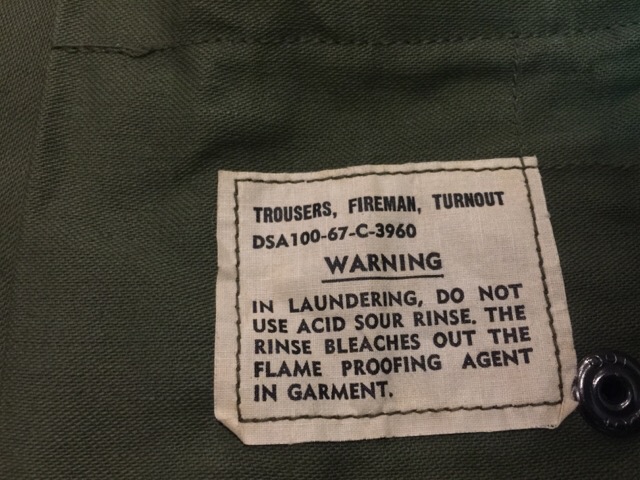 TROUSERS, FIREMAN, TURNOUT
DSA100-67-C-3960
WARNING
IN LAUNDERING, DO NOT
USE ACID SOUR RINSE. THE
RINSE BLEACHES OUT THE
FLAME PROOFING AGENT
IN GARMENT.